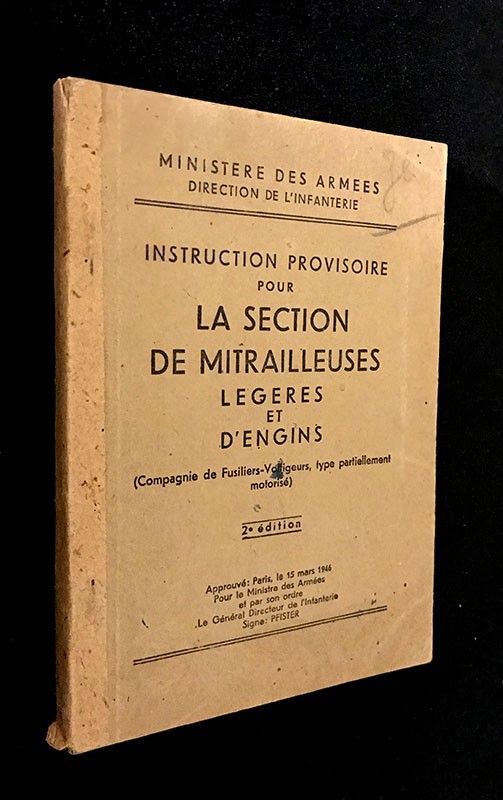 MINISTERE DES ARMEES
DIRECTION DE L'INFANTERIE
INSTRUCTION PROVISOIRE
POUR
LA SECTION
DE MITRAILLEUSES
LEGERES
ET
D'ENGINS
(Compagnie de Fusiliers-Voltigeurs, type partiellement
motorisé)
2e édition
Approuvé: Paris, le 15 mars 1946
Pour le Ministre des Armées
et par son ordre
Le Général Directeur de l'Infanterie
Signé: PFISTER